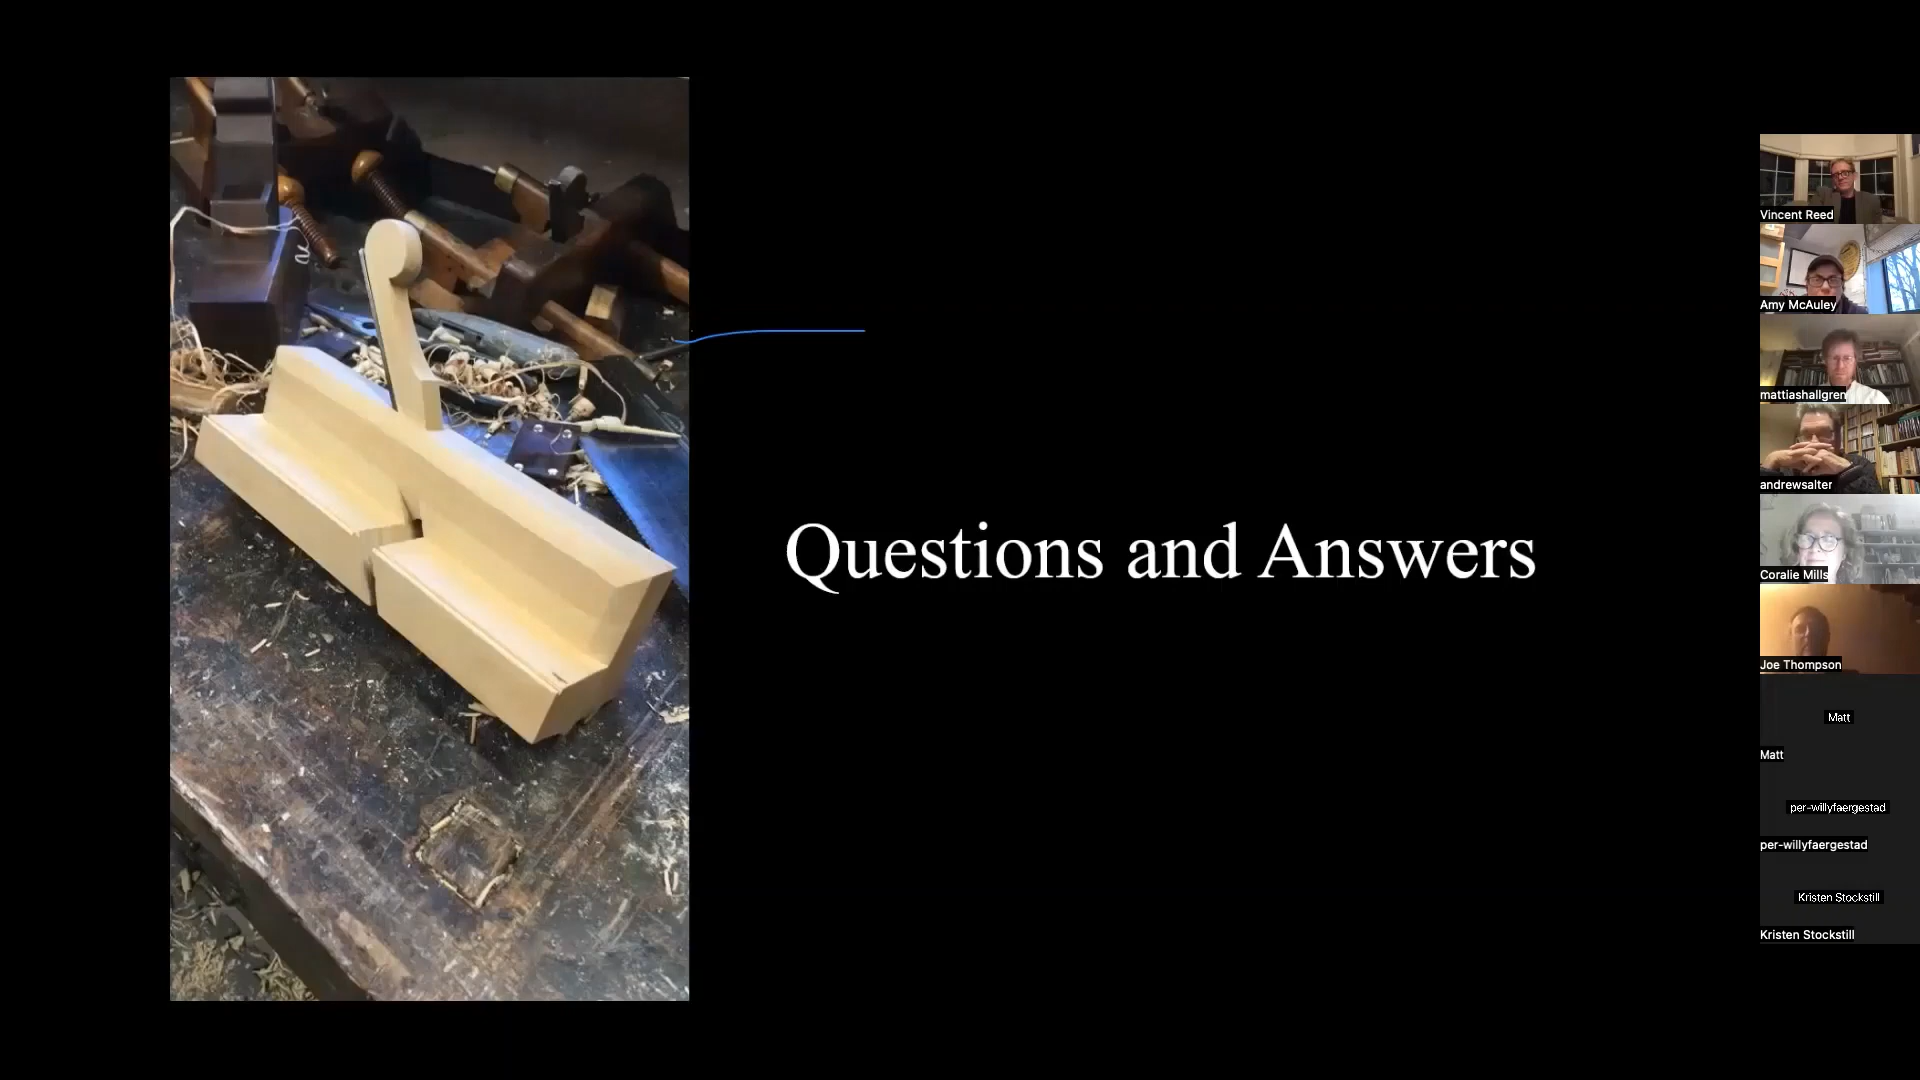 Questions and Answers
Vincent Reed
Amy McAuley
mattiashallgren
andrewsalter
Coralie Mills
Joe Thompson
Matt
Matt
per-willyfaergestad
per-willyfaergestad
Kristen Stockstill
Kristen Stockstill